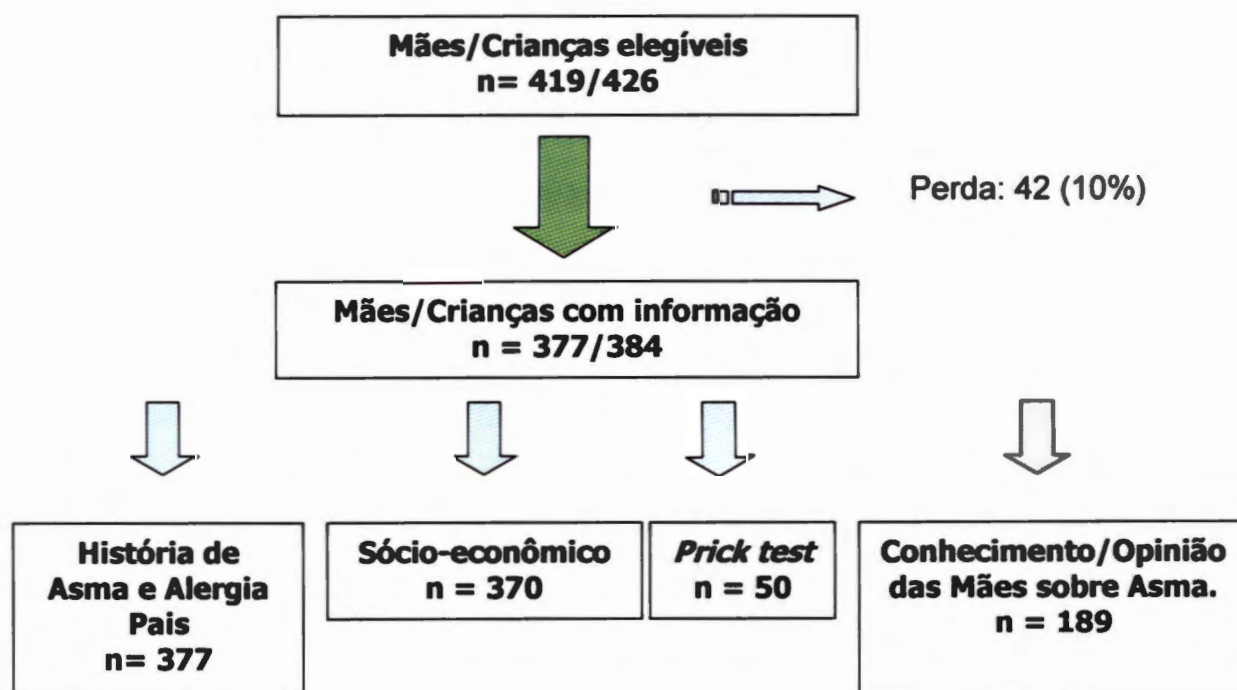 Mães/Crianças elegíveis
n= 419/426
Perda: 42 (10%)
Mães/Crianças com informação
n = 377/384
História de
Asma e Alergia
Pais
n= 377
Sócio-econômico
n = 370
Prick test
n = 50
Conhecimento/Opinião
das Mães sobre Asma.
n = 189